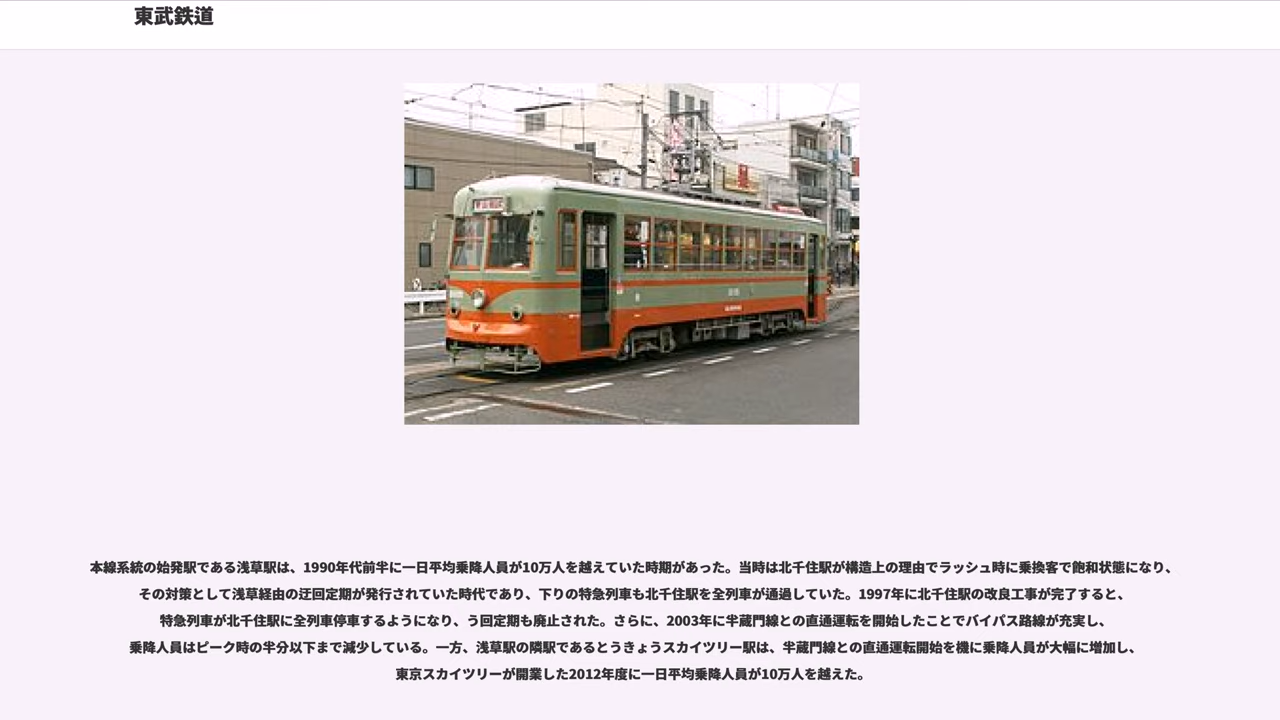 東武鉄道
本線系統の始発駅である浅草駅は、1990年代前半に一日平均乗降人員が10万人を越えていた時期があった。当時は北千住駅が構造上の理由でラッシュ時に乗換客で飽和状態になり、
その対策として浅草経由の迂回定期が発行されていた時代であり、下りの特急列車も北千住駅を全列車が通過していた。1997年に北千住駅の改良工事が完了すると、
特急列車が北千住駅に全列車停車するようになり、う回定期も廃止された。さらに、2003年に半蔵門線との直通運転を開始したことでバイパス路線が充実し、
乗降人員はピーク時の半分以下まで減少している。一方、浅草駅の隣駅であるとうきょうスカイツリー駅は、半蔵門線との直通運転開始を機に乗降人員が大幅に増加し、
東京スカイツリーが開業した2012年度に一日平均乗降人員が10万人を越えた。